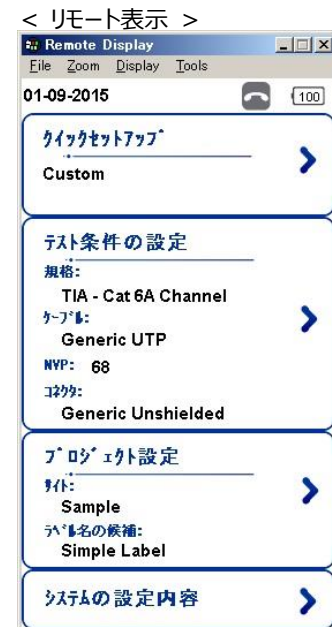 < リモート表示 >
Remote Display
File Zoom Display Tools
01-09-2015 100
クイックセットアップ
Custom
テスト条件の設定
規格:
TIA - Cat 6A Channel
ケーブル:
Generic UTP
NVP: 68
コネクタ:
Generic Unshielded
プロジェクト設定
サイト:
Sample
ラベル名の候補:
Simple Label
システムの設定内容